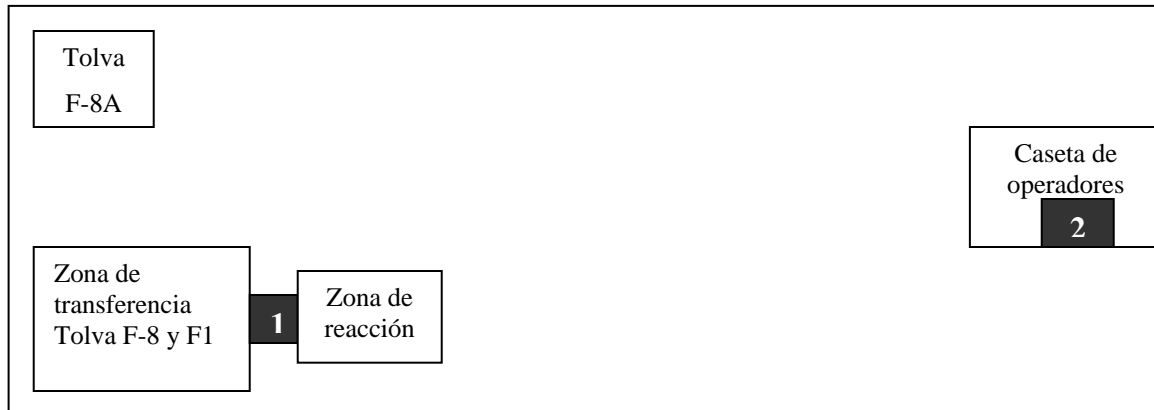 Tolva
F-8A
Caseta de
operadores
2
Zona de
transferencia
Tolva F-8 y F1
1
Zona de
reacción